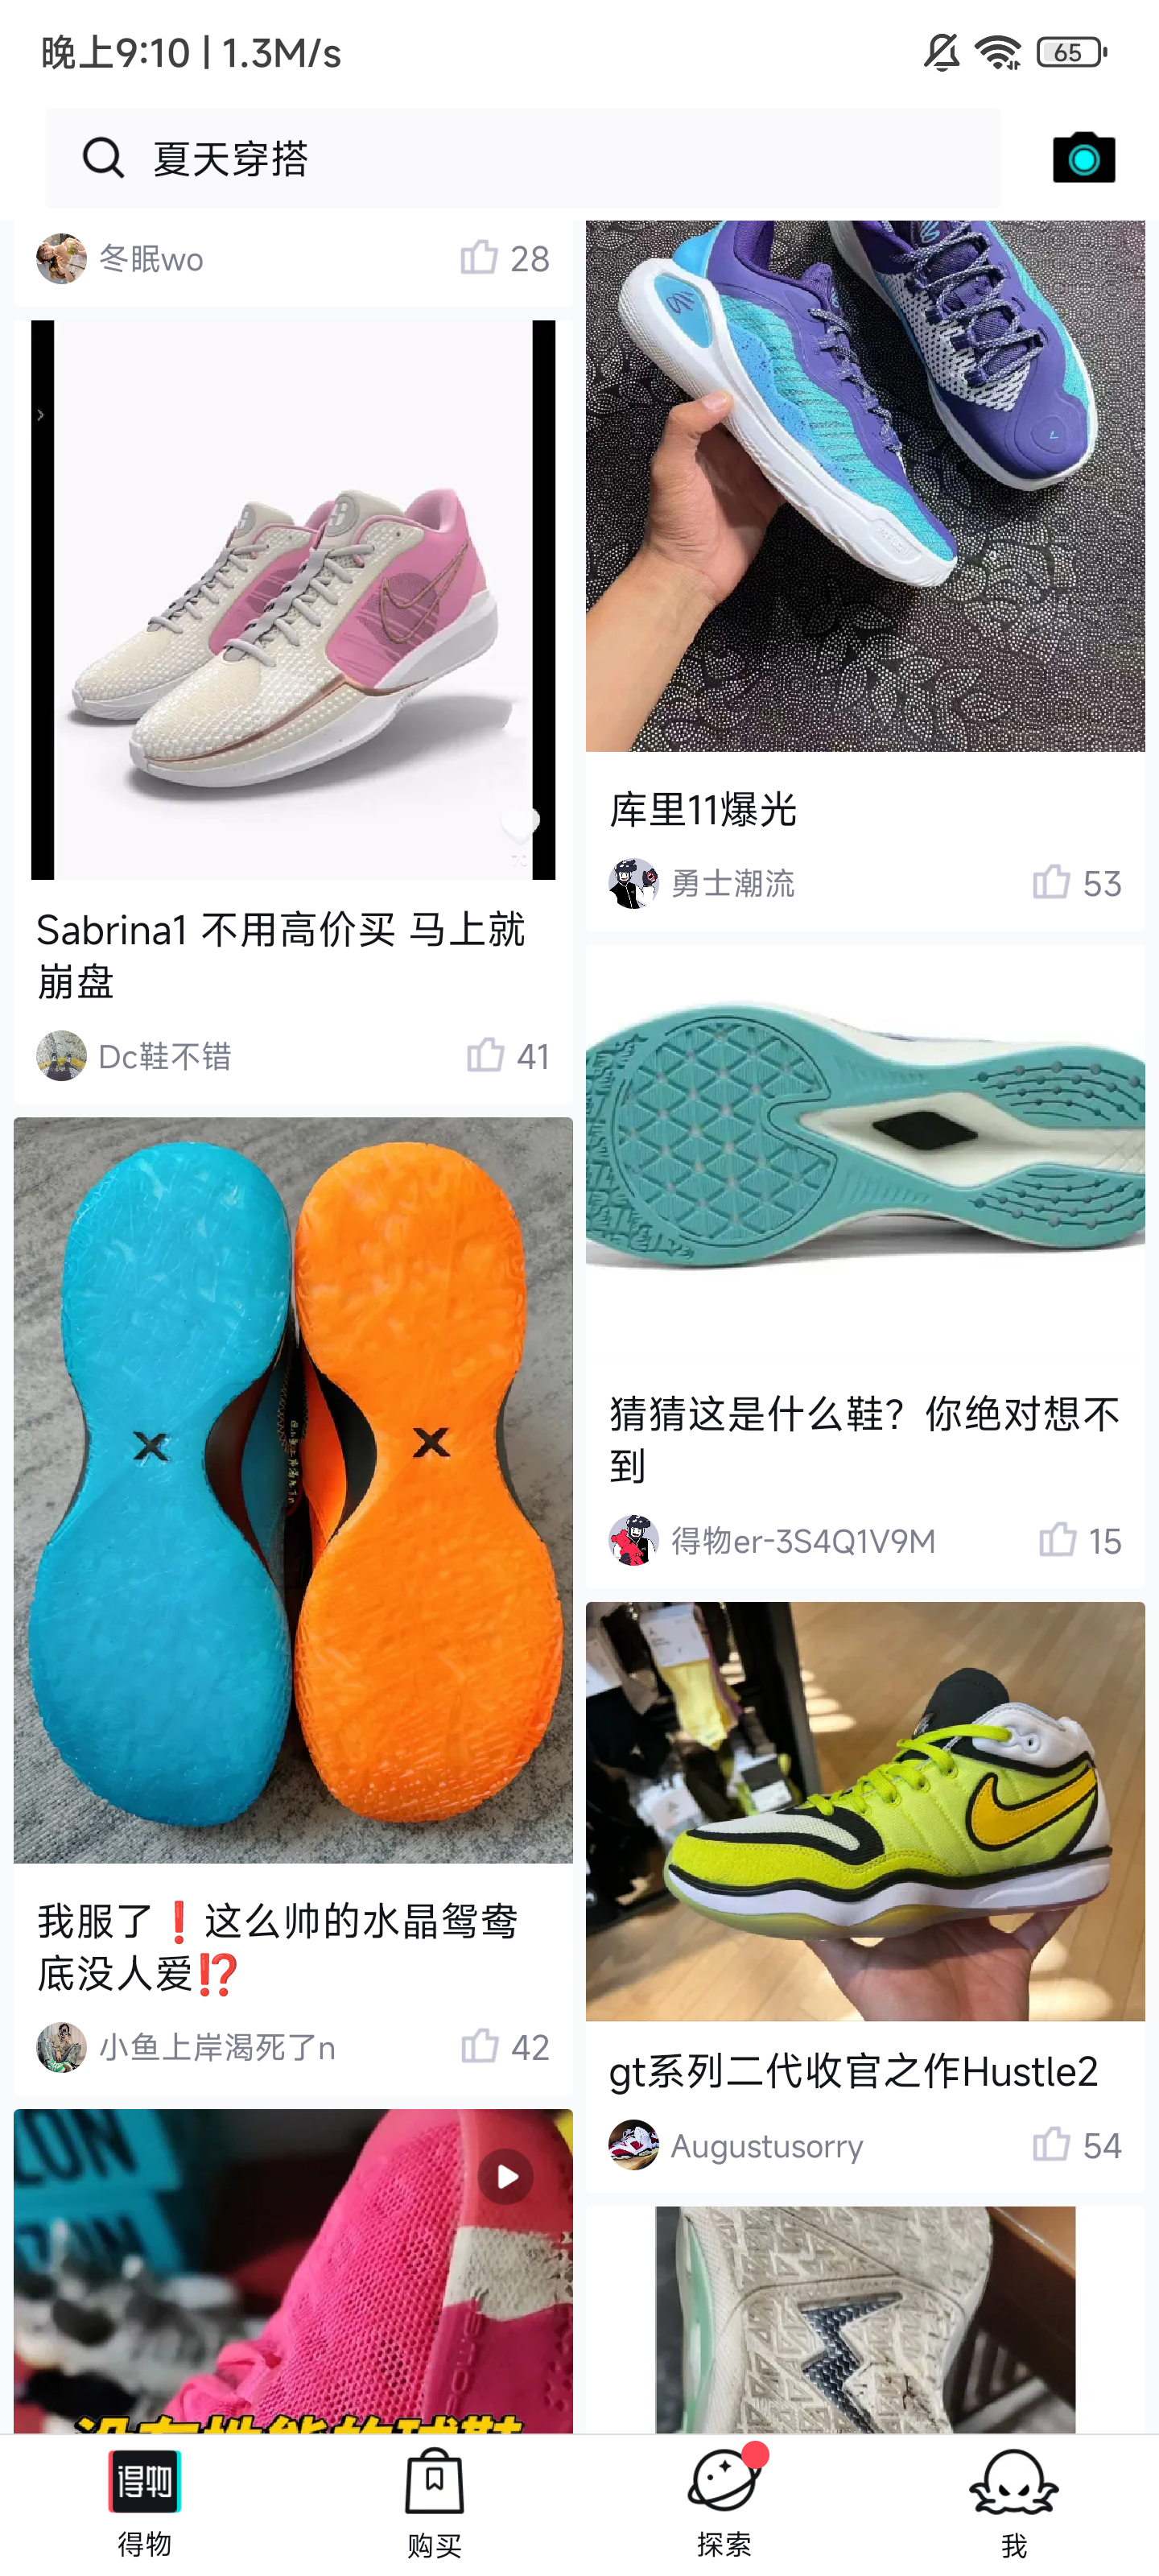 晚上9:10 | 1.3M/s
65
夏天穿搭
冬眠wo
28
Sabrina1 不用高价买 马上就
崩盘
Dc鞋不错
41
库里11爆光
勇士潮流
53
猜猜这是什么鞋？你绝对想不
到
得物er-3S4Q1V9M
15
我服了❗这么帅的水晶鸳鸯
底没人爱⁉️
小鱼上岸渴死了n
42
gt系列二代收官之作Hustle2
Augustusorry
54
得物
得物
购买
探索
我